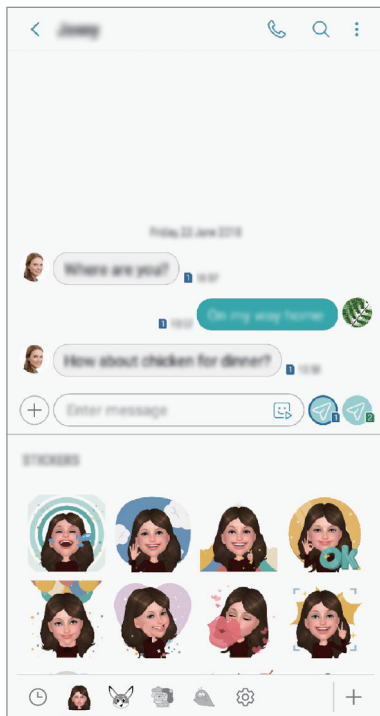 Friday, 22 June 2018
Where are you?
1
1
On my way home
How about chicken for dinner?
1
Enter message
1
2
STICKERS
OK